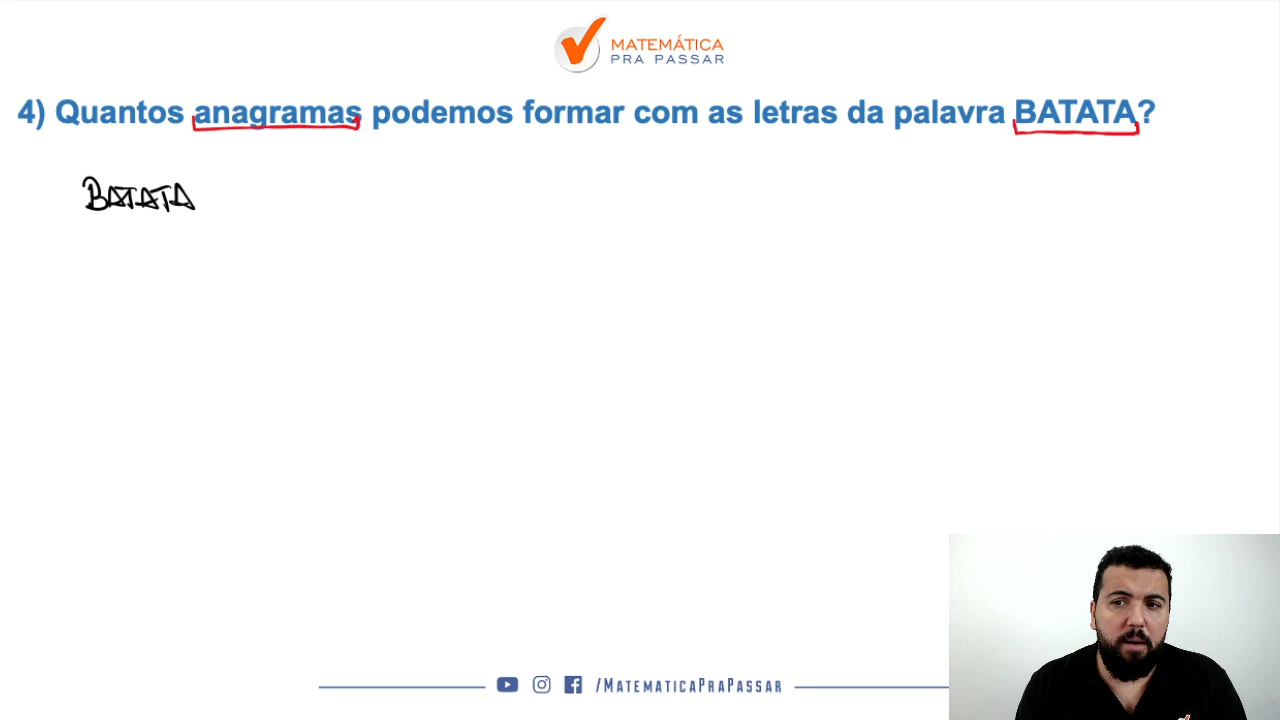 MATEMÁTICA
PRA PASSAR
4) Quantos anagramas podemos formar com as letras da palavra BATATA?
BATATA
/MATEMATICAPRAPASSAR